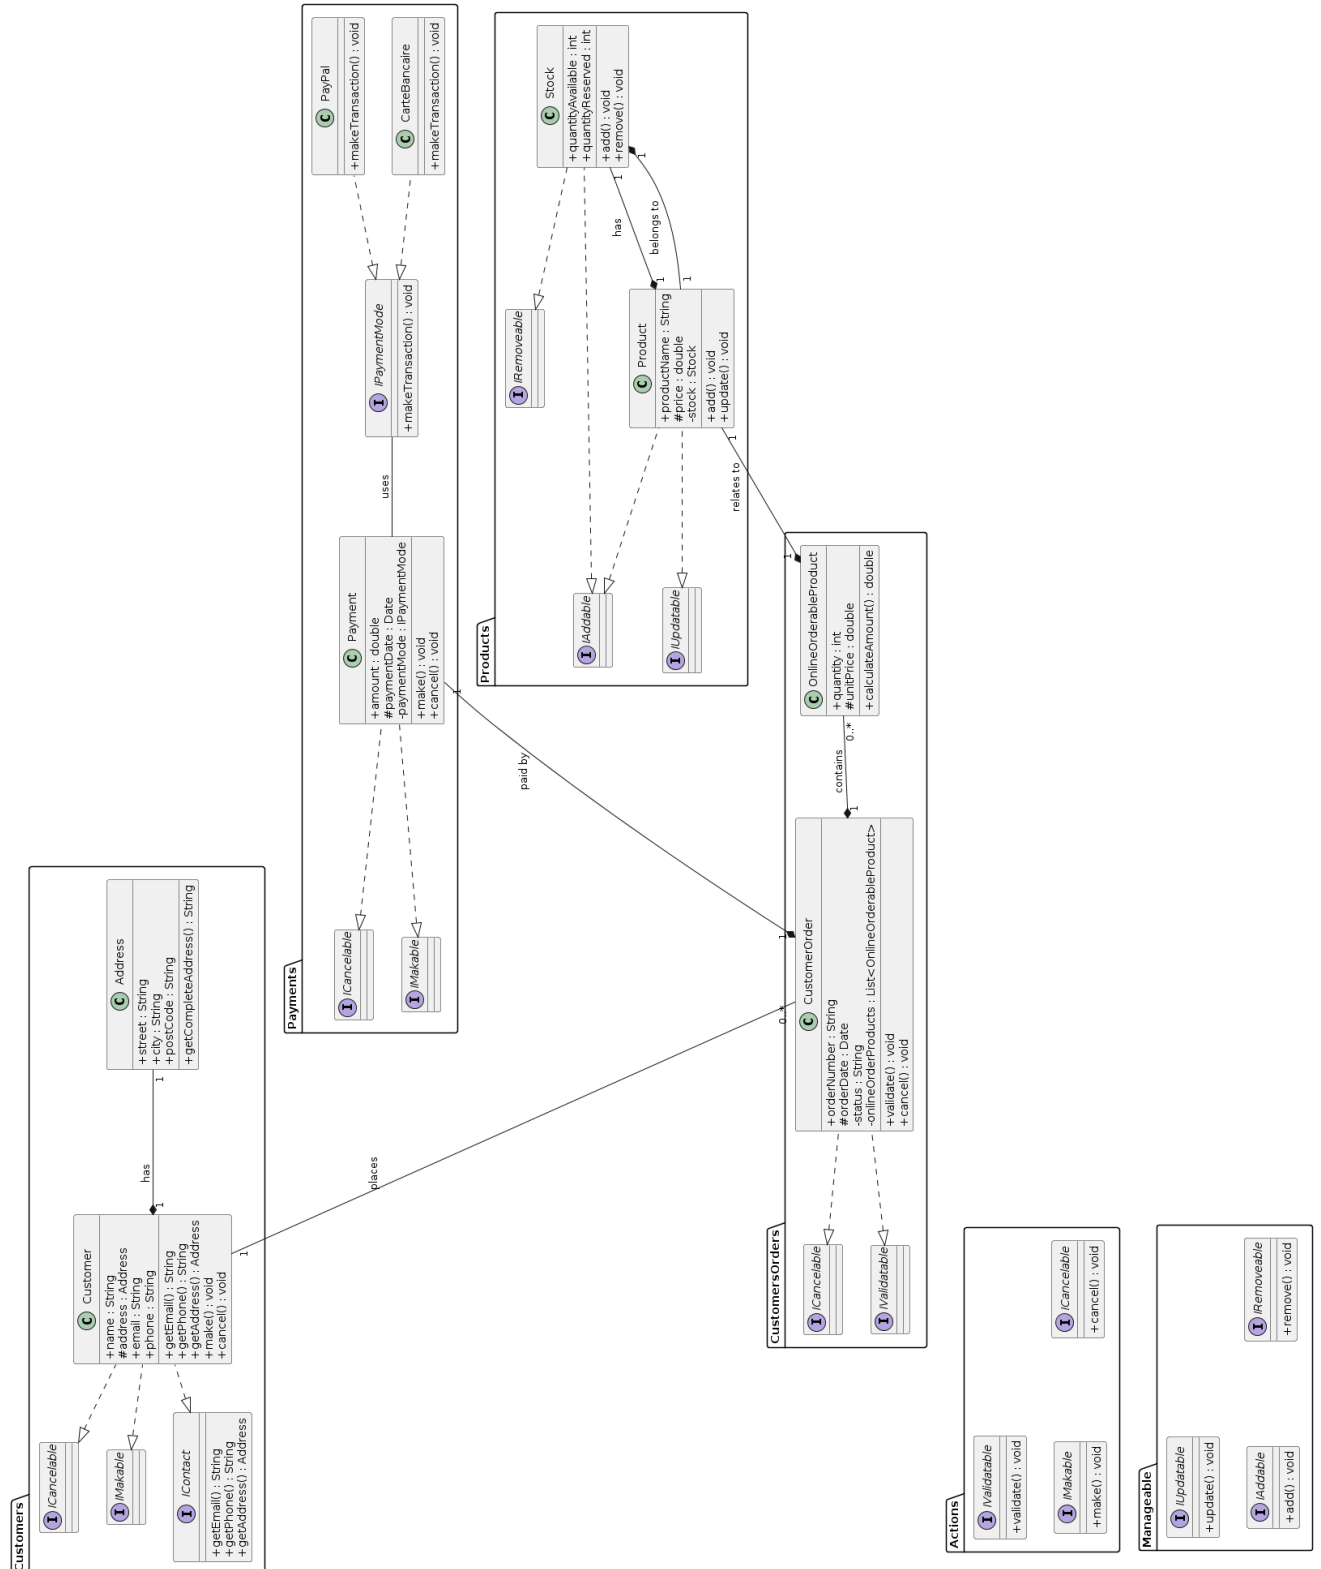 Customers
Customer
+name : String
#address : Address
+email : String
+phone : String
+getEmail() : String
+getPhone() : String
+getAddress() : Address
+make() : void
+cancel() : void
Address
+street : String
+city : String
+postCode : String
+getCompleteAddress() : String
ICancelable
IMakable
IContact
+getEmail() : String
+getPhone() : String
+getAddress() : Address
has
1
1
Payments
PayPal
+makeTransaction() : void
CarteBancaire
+makeTransaction() : void
IPaymentMode
+makeTransaction() : void
uses
Payment
+amount : double
#paymentDate : Date
-paymentMode : IPaymentMode
+make() : void
+cancel() : void
ICancelable
IMakable
Products
Stock
+quantityAvailable : int
+quantityReserved : int
+add() : void
+remove() : void
has
1
1
belongs to
1
1
IRemoveable
Product
+productName : String
#price : double
-stock : Stock
+add() : void
+update() : void
IAddable
IUpdatable
relates to
1
1
paid by
1
1
places
1
0..*
CustomersOrders
OnlineOrderableProduct
+quantity : int
#unitPrice : double
+calculateAmount() : double
contains
0..*
1
CustomerOrder
+orderNumber : String
#orderDate : Date
-status : String
-onlineOrderProducts : List<OnlineOrderableProduct>
+validate() : void
+cancel() : void
ICancelable
IValidatable
Actions
IValidatable
+validate() : void
ICancelable
+cancel() : void
IMakable
+make() : void
Manageable
IUpdatable
+update() : void
IRemoveable
+remove() : void
IAddable
+add() : void